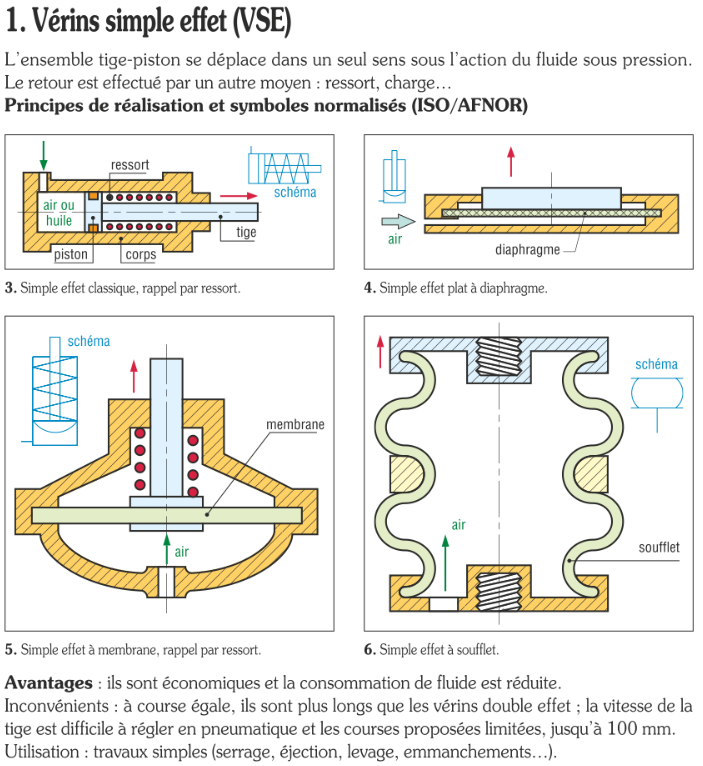 1. Vérins simple effet (VSE)
L'ensemble tige-piston se déplace dans un seul sens sous l'action du fluide sous pression.
Le retour est effectué par un autre moyen : ressort, charge…
Principes de réalisation et symboles normalisés (ISO/AFNOR)
ressort
schéma
air ou
huile
tige
piston
corps
3. Simple effet classique, rappel par ressort.
air
diaphragme
4. Simple effet plat à diaphragme.
schéma
membrane
air
5. Simple effet à membrane, rappel par ressort.
schéma
air
soufflet
6. Simple effet à soufflet.
Avantages : ils sont économiques et la consommation de fluide est réduite.
Inconvénients : à course égale, ils sont plus longs que les vérins double effet ; la vitesse de la
tige est difficile à régler en pneumatique et les courses proposées limitées, jusqu'à 100 mm.
Utilisation : travaux simples (serrage, éjection, levage, emmanchements…).